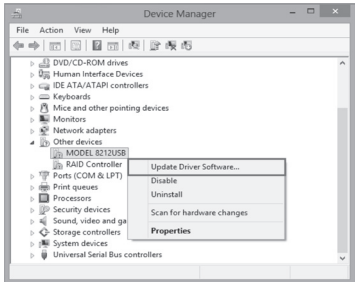 Device Manager
File Action View Help
DVD/CD-ROM drives
Human Interface Devices
IDE ATA/ATAPI controllers
Keyboards
Mice and other pointing devices
Monitors
Network adapters
Other devices
MODEL 8212USB
RAID Controller
Ports (COM & LPT)
Print queues
Processors
Security devices
Sound, video and ga
Storage controllers
System devices
Universal Serial Bus controllers
Update Driver Software...
Disable
Uninstall
Scan for hardware changes
Properties